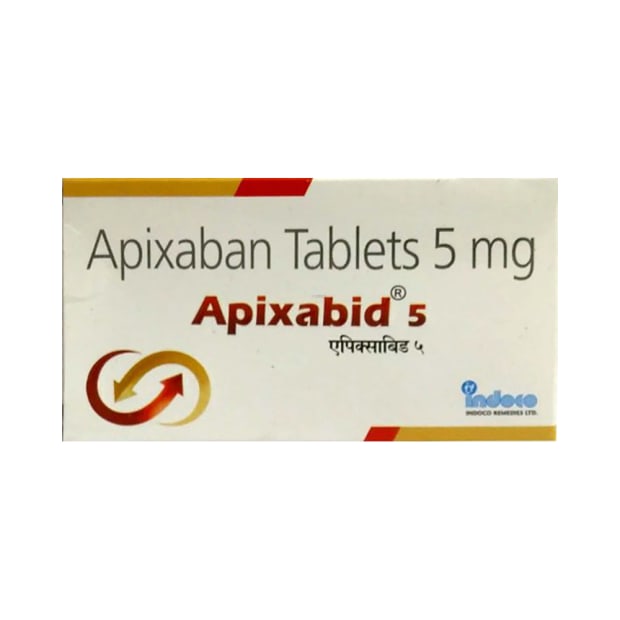 Apixaban Tablets 5 mg
Apixabid® 5
एपिक्साबिड ५
indoco
INDOCO REMEDIES LTD.